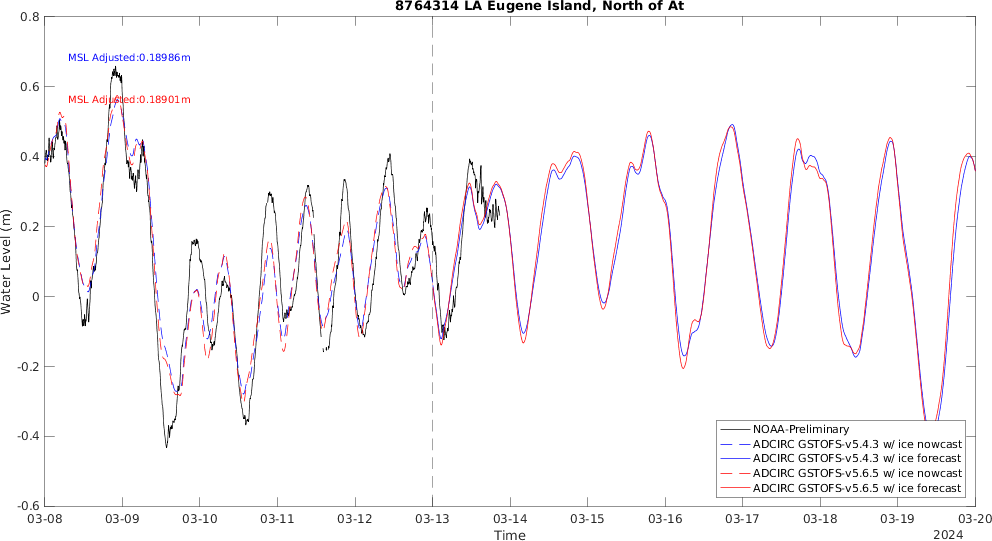 8764314 LA Eugene Island, North of At
0.8
0.6
0.4
0.2
0
-0.2
-0.4
-0.6
Water Level (m)
MSL Adjusted:0.18986m
MSL Adjusted:0.18901m
NOAA-Preliminary
ADCIRC GSTOFS-v5.4.3 w/ ice nowcast
ADCIRC GSTOFS-v5.4.3 w/ ice forecast
ADCIRC GSTOFS-v5.6.5 w/ ice nowcast
ADCIRC GSTOFS-v5.6.5 w/ ice forecast
03-08 03-09 03-10 03-11 03-12 03-13 03-14 03-15 03-16 03-17 03-18 03-19 03-20
Time
2024